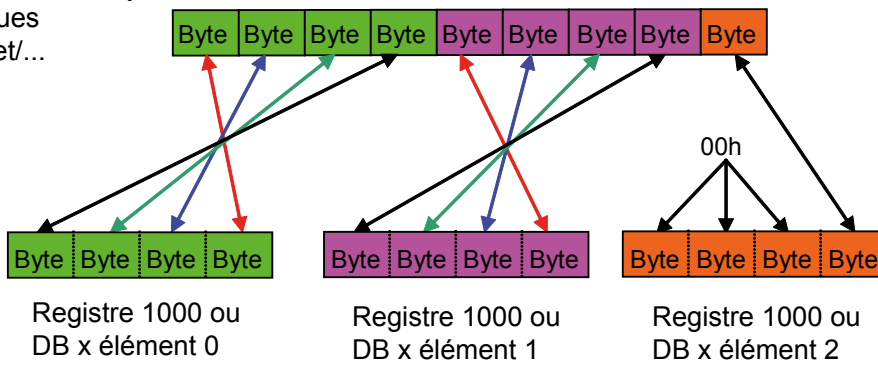 ues
et/...
Byte Byte Byte Byte Byte Byte Byte Byte Byte
00h
Byte Byte Byte Byte Byte Byte Byte Byte Byte Byte Byte Byte
Registre 1000 ou
DB x élément 0
Registre 1000 ou
DB x élément 1
Registre 1000 ou
DB x élément 2